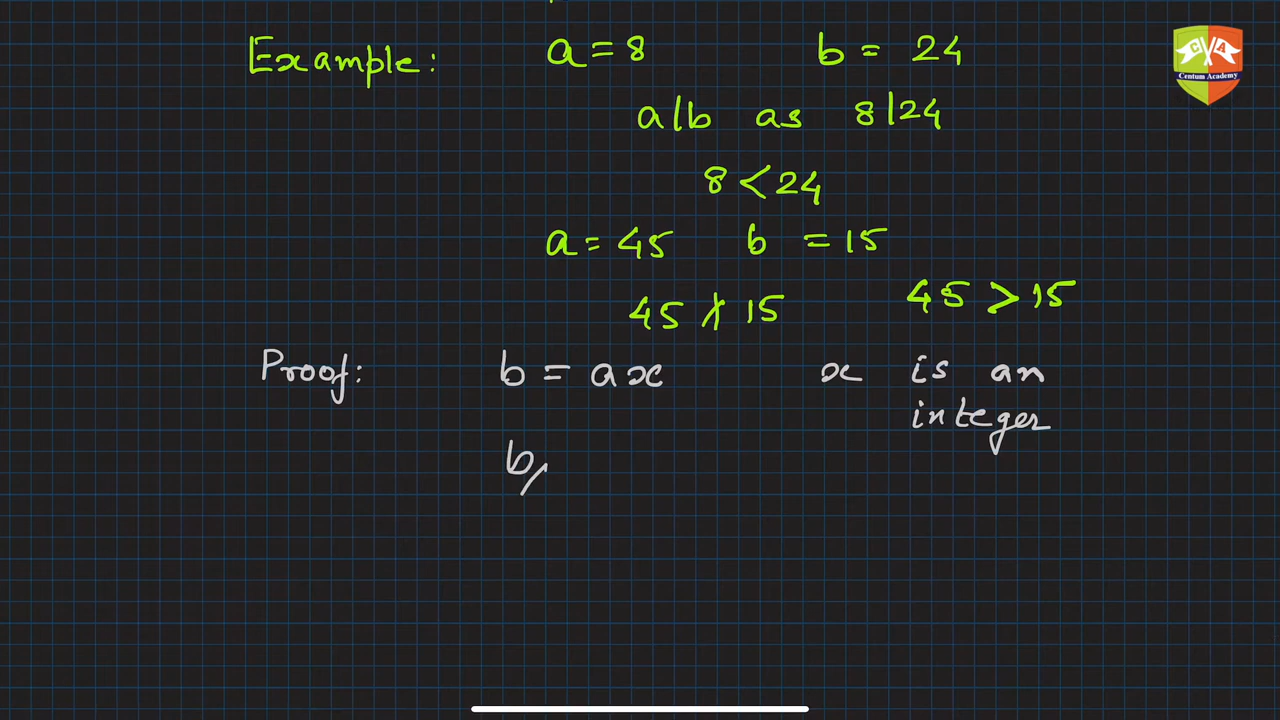 Example: a = 8 b = 24
C A
Centum Academy
a|b as 8|24
8 < 24
a = 45 b = 15
45 ∤ 15 45 > 15
Proof: b = ax x is an
integer
b/